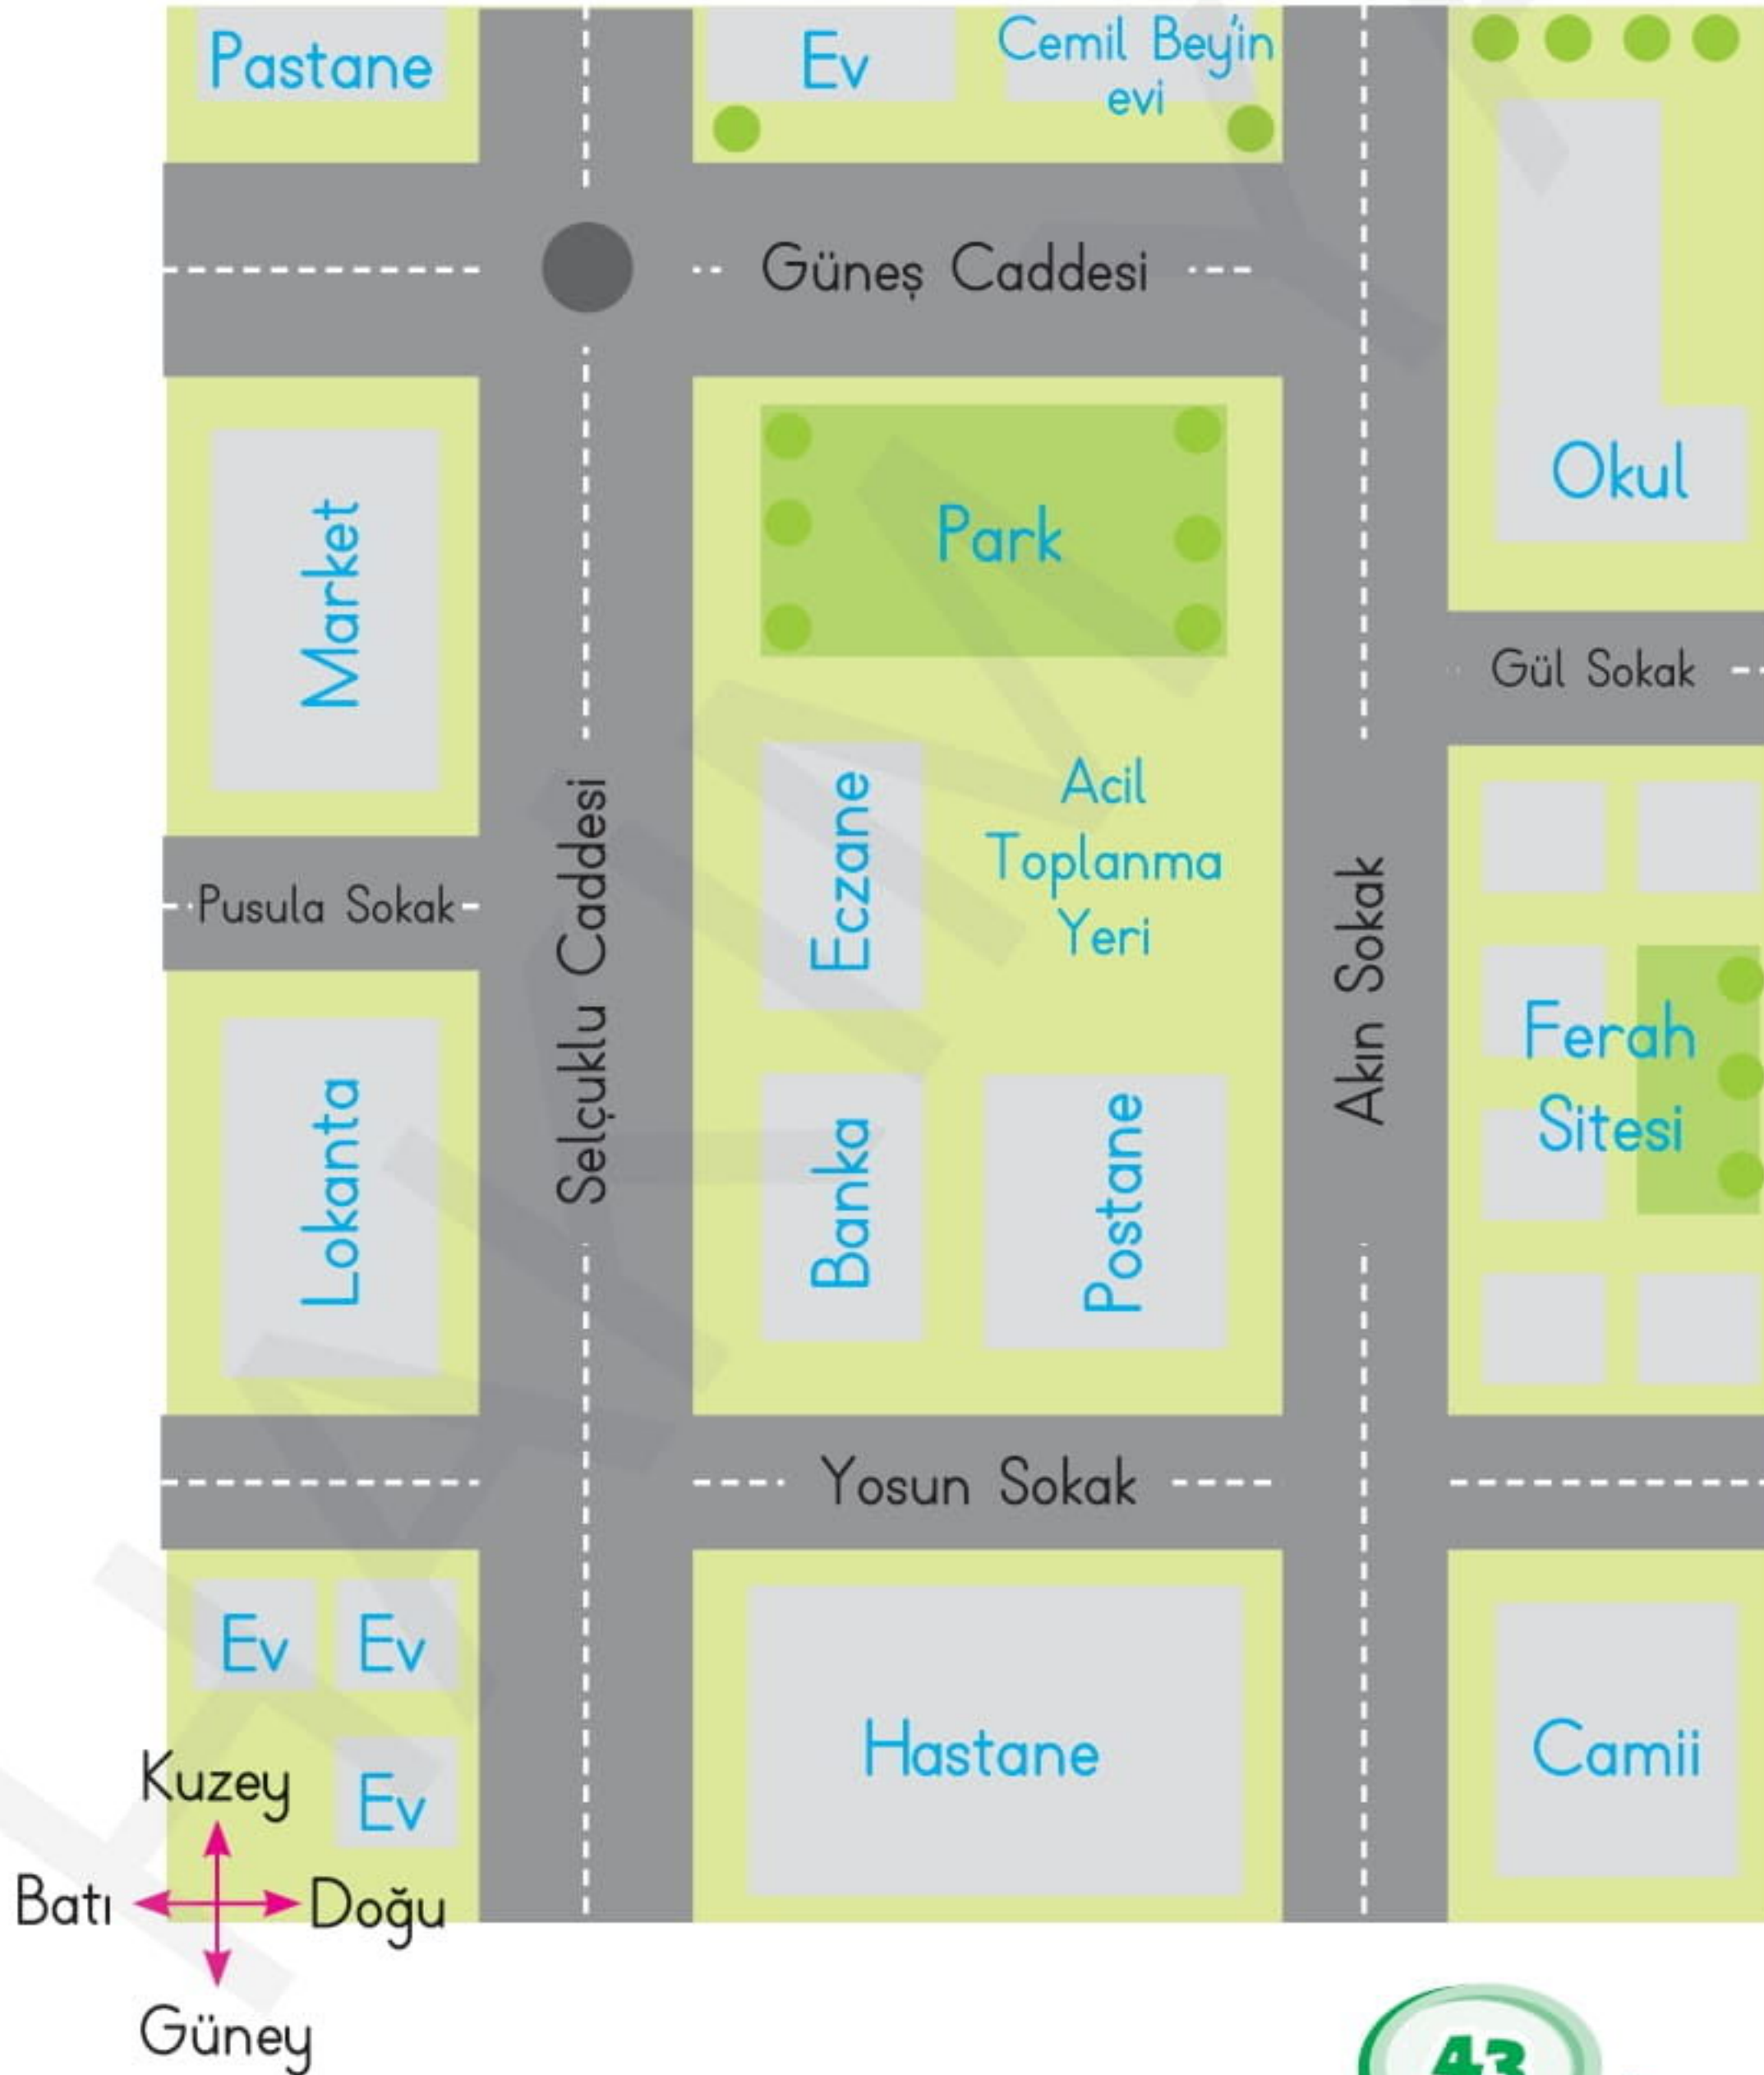 Pastane
Ev
Cemil Bey'in
evi
Güneş Caddesi
Market
Park
Okul
Gül Sokak
Pusula Sokak
Selçuklu Caddesi
Eczane
Acil
Toplanma
Yeri
Akın Sokak
Ferah
Sitesi
Lokanta
Banka
Postane
Yosun Sokak
Ev
Ev
Ev
Hastane
Camii
Kuzey
Batı
Doğu
Güney
43